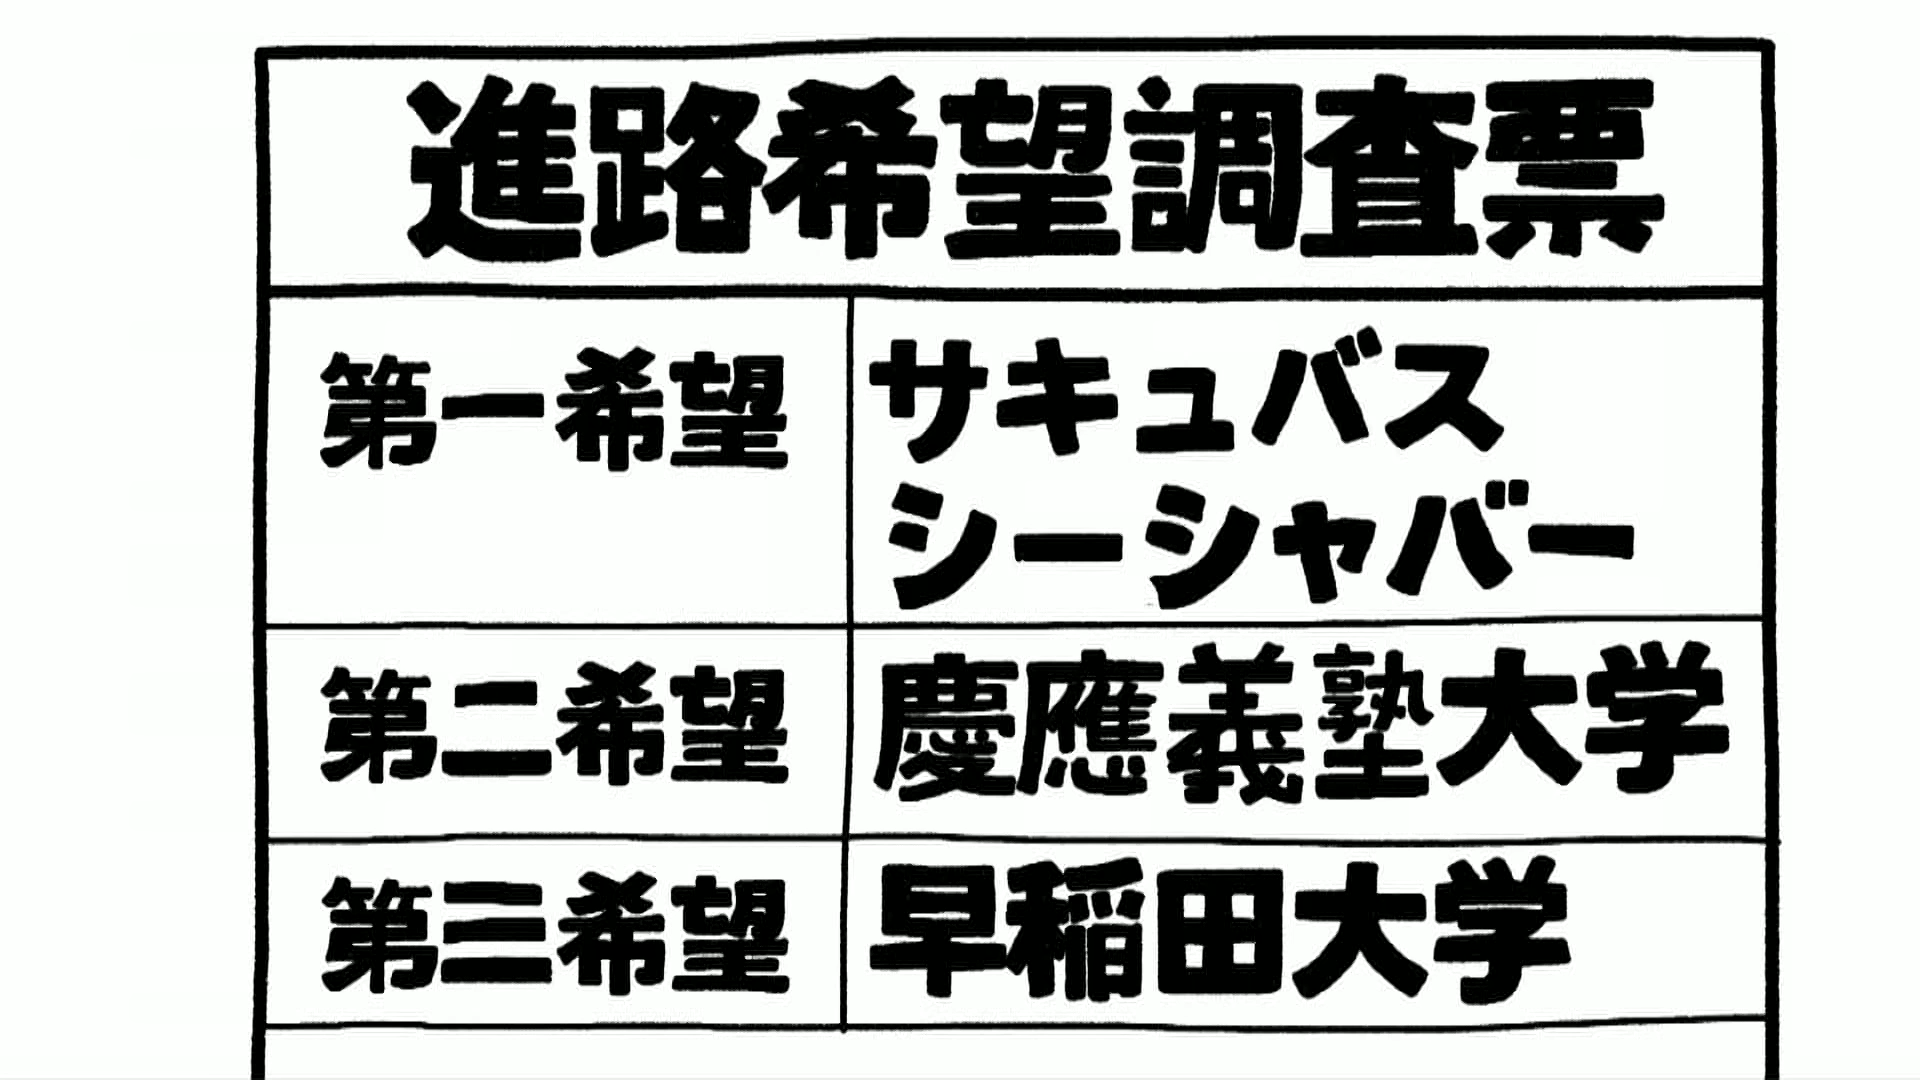 進路希望調査票
第一希望
サキュバス
シーシャバー
第二希望
慶應義塾大学
第三希望
早稲田大学